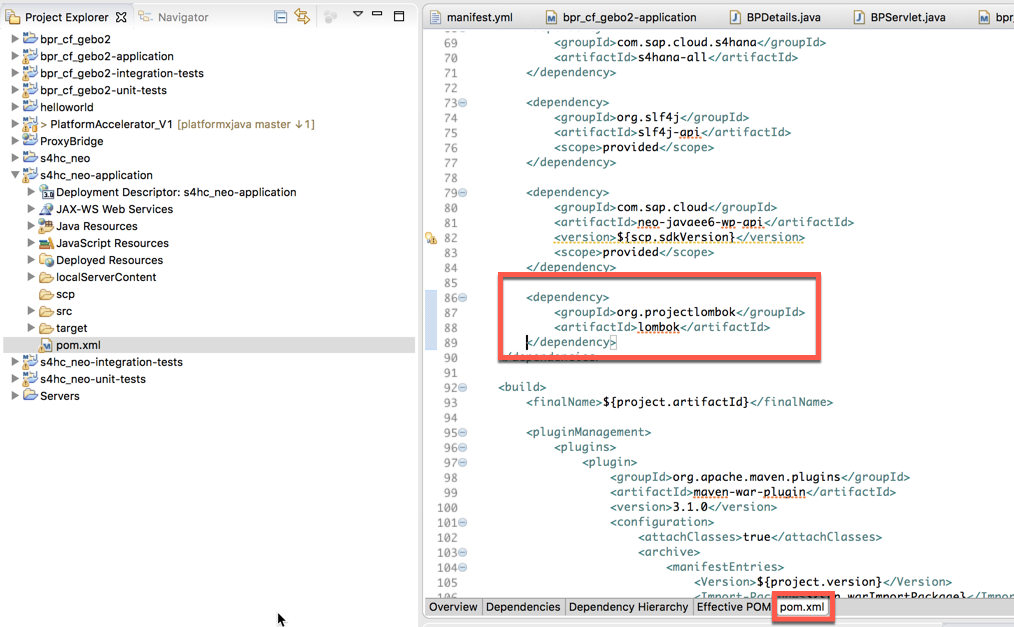 Project Explorer
Navigator
bpr_cf_gebo2
bpr_cf_gebo2-application
bpr_cf_gebo2-integration-tests
bpr_cf_gebo2-unit-tests
helloworld
> PlatformAccelerator_V1 [platformxjava master ↓1]
ProxyBridge
s4hc_neo
s4hc_neo-application
Deployment Descriptor: s4hc_neo-application
JAX-WS Web Services
Java Resources
JavaScript Resources
Deployed Resources
localServerContent
scp
src
target
pom.xml
s4hc_neo-integration-tests
s4hc_neo-unit-tests
Servers
manifest.yml
bpr_cf_gebo2-application
BPDetails.java
BPServlet.java
bpr_
69 <groupId>com.sap.cloud.s4hana</groupId>
70 <artifactId>s4hana-all</artifactId>
71 </dependency>
72
73 <dependency>
74 <groupId>org.slf4j</groupId>
75 <artifactId>slf4j-api</artifactId>
76 <scope>provided</scope>
77 </dependency>
78
79 <dependency>
80 <groupId>com.sap.cloud</groupId>
81 <artifactId>neo-javaee6-wp-api</artifactId>
82 <version>${scp.sdkVersion}</version>
83 <scope>provided</scope>
84 </dependency>
85
86 <dependency>
87 <groupId>org.projectlombok</groupId>
88 <artifactId>lombok</artifactId>
89 </dependency>
90 </dependencies>
91
92 <build>
93 <finalName>${project.artifactId}</finalName>
94
95 <pluginManagement>
96 <plugins>
97 <plugin>
98 <groupId>org.apache.maven.plugins</groupId>
99 <artifactId>maven-war-plugin</artifactId>
100 <version>3.1.0</version>
101 <configuration>
102 <attachClasses>true</attachClasses>
103 <archive>
104 <manifestEntries>
105 <Version>${project.version}</Version>
106
Overview
Dependencies
Dependency Hierarchy
Effective POM
pom.xml